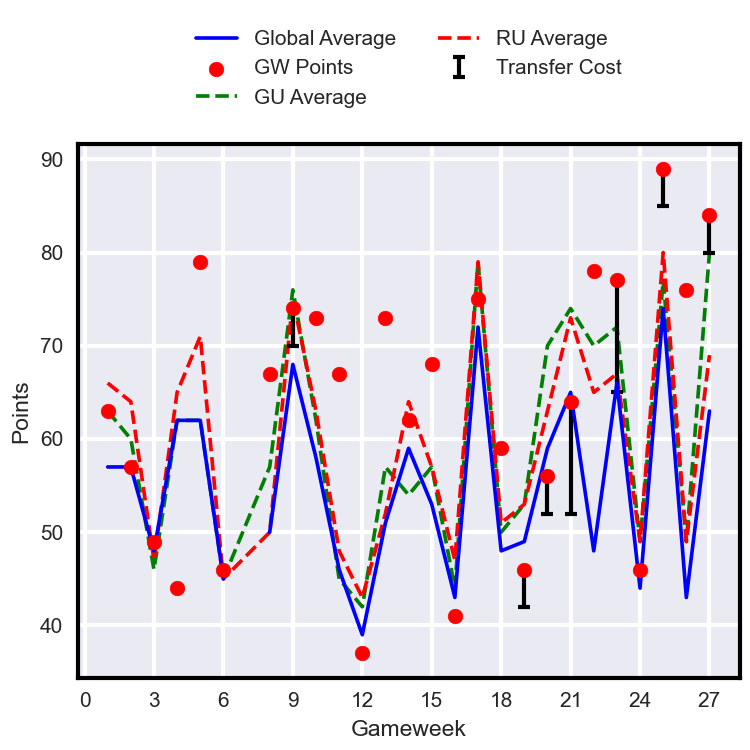 Global Average
GW Points
GU Average
RU Average
Transfer Cost
90
80
70
60
50
40
Points
0 3 6 9 12 15 18 21 24 27
Gameweek